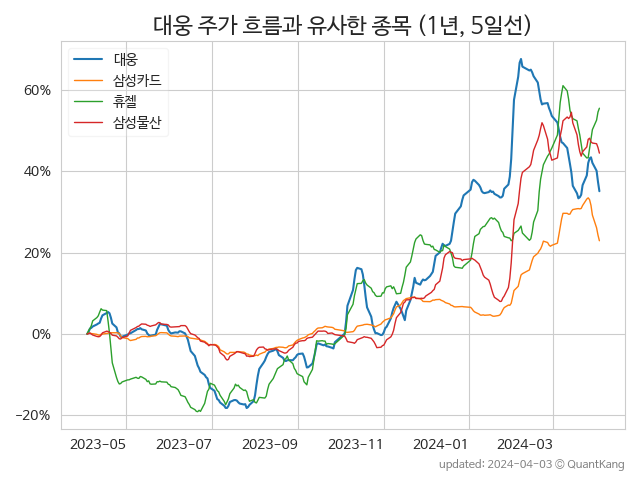 대웅 주가 흐름과 유사한 종목 (1년, 5일선)
대웅
삼성카드
휴젤
삼성물산
60%
40%
20%
0%
−20%
2023-05 2023-07 2023-09 2023-11 2024-01 2024-03
updated: 2024-04-03 © QuantKang